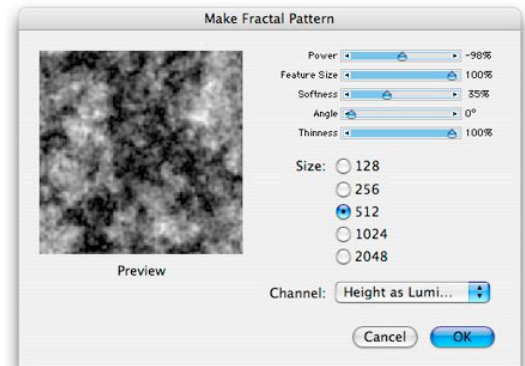 Make Fractal Pattern
Power -98%
Feature Size 100%
Softness 35%
Angle 0°
Thinness 100%
Size: 128
256
512
1024
2048
Preview
Channel: Height as Lumi...
Cancel OK